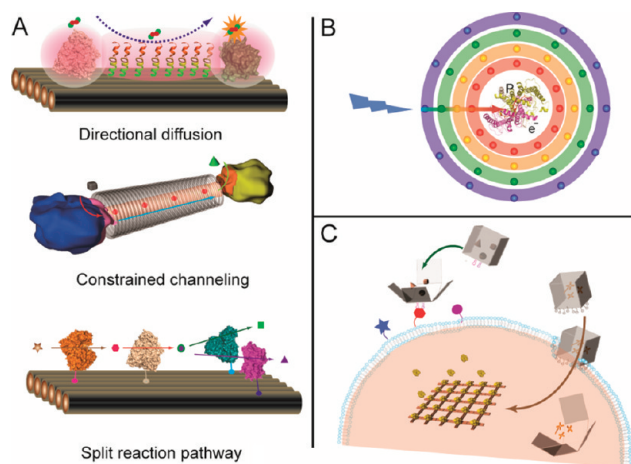 A
Directional diffusion
Constrained channeling
Split reaction pathway
B
P
e-
C